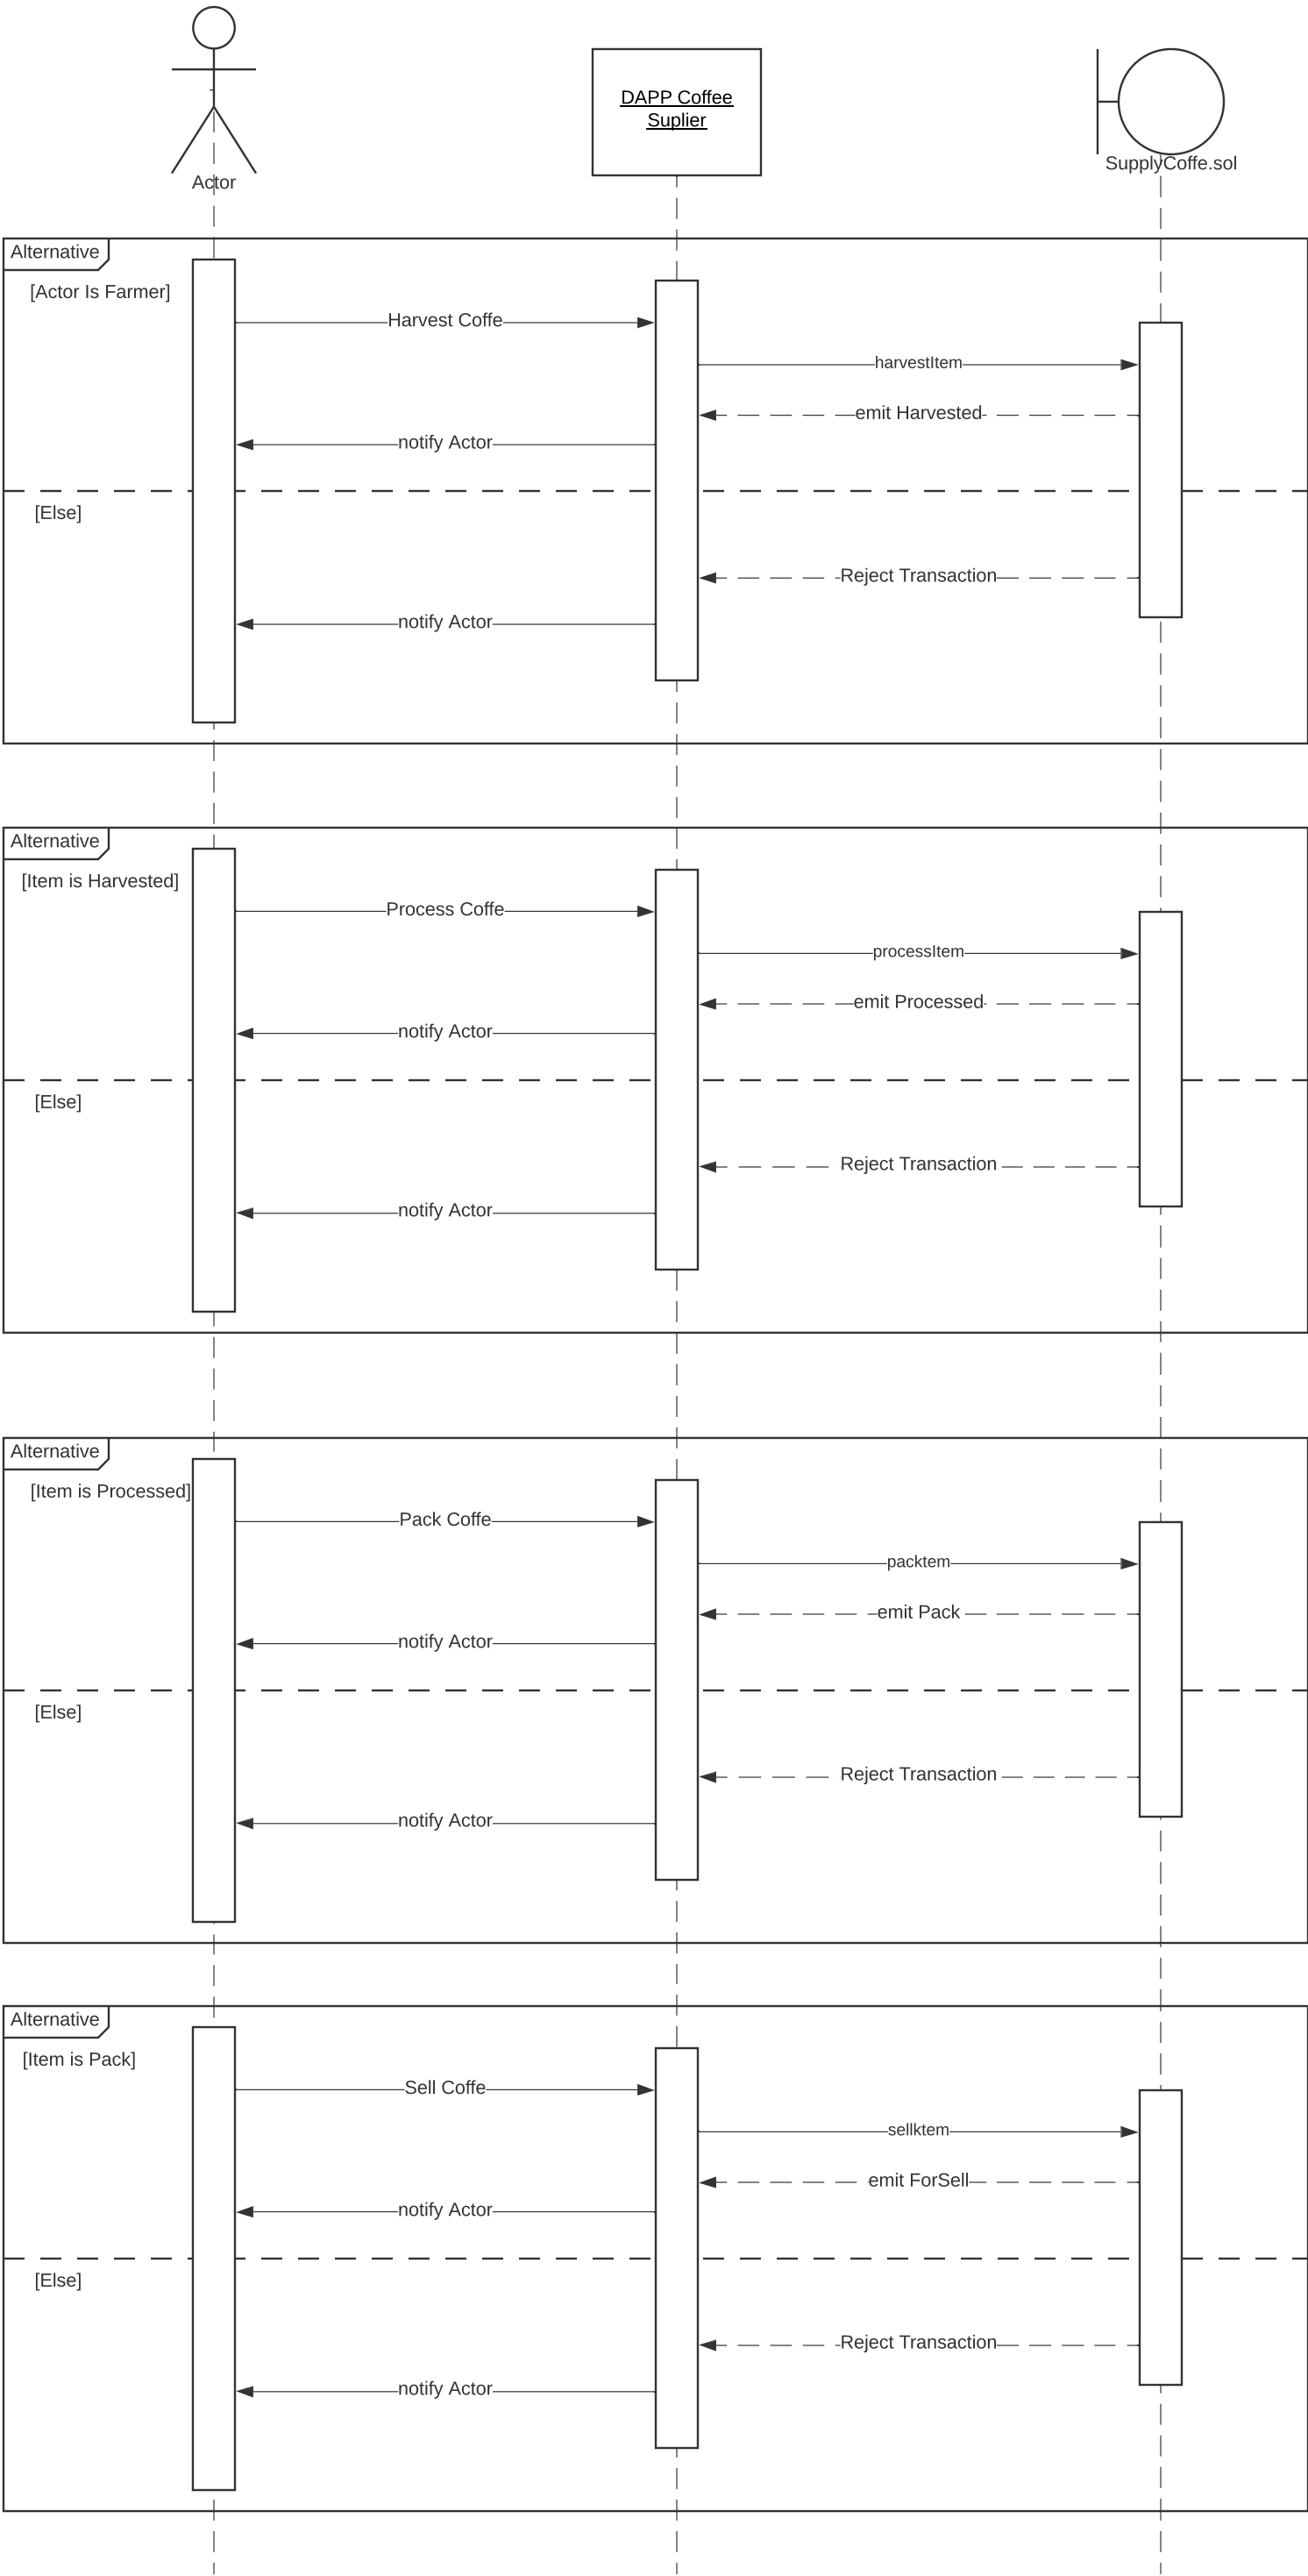 DAPP Coffee
Suplier
SupplyCoffe.sol
Actor
Alternative
[Actor Is Farmer]
Harvest Coffe
harvestItem
emit Harvested
notify Actor
[Else]
Reject Transaction
notify Actor
Alternative
[Item is Harvested]
Process Coffe
processItem
emit Processed
notify Actor
[Else]
Reject Transaction
notify Actor
Alternative
[Item is Processed]
Pack Coffe
packtem
emit Pack
notify Actor
[Else]
Reject Transaction
notify Actor
Alternative
[Item is Pack]
Sell Coffe
sellktem
emit ForSell
notify Actor
[Else]
Reject Transaction
notify Actor